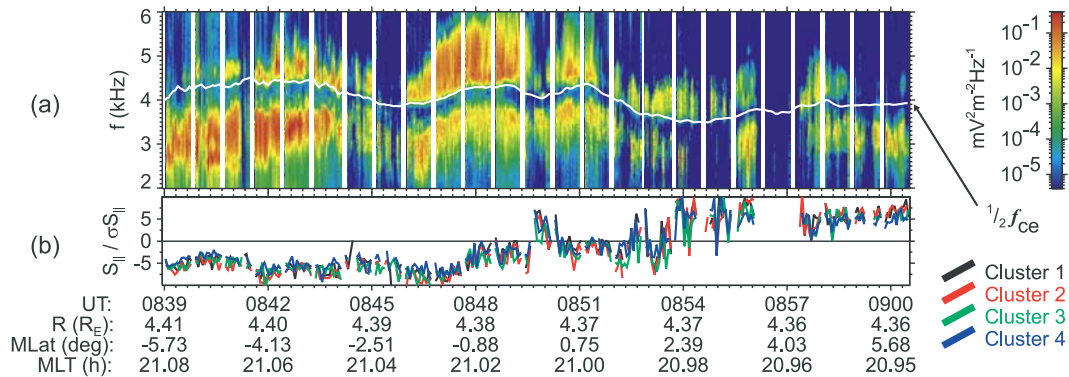 (a)
f (kHz)
6
5
4
3
2
10⁻¹
10⁻²
10⁻³
10⁻⁴
10⁻⁵
mV²m⁻²Hz⁻¹
½fce
(b)
S|| / σS||
5
0
-5
Cluster 1
Cluster 2
Cluster 3
Cluster 4
UT: 0839 0842 0845 0848 0851 0854 0857 0900
R (RE): 4.41 4.40 4.39 4.38 4.37 4.37 4.36 4.36
MLat (deg): -5.73 -4.13 -2.51 -0.88 0.75 2.39 4.03 5.68
MLT (h): 21.08 21.06 21.04 21.02 21.00 20.98 20.96 20.95